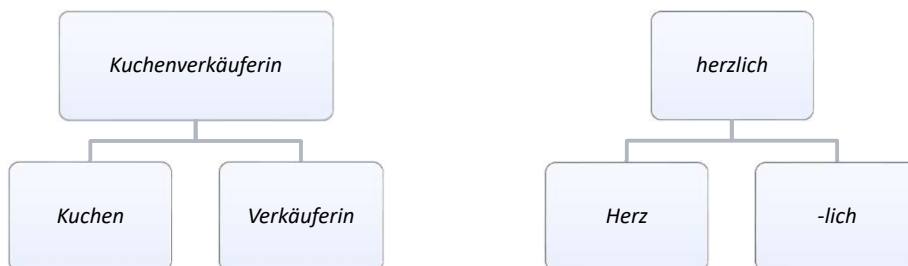 Kuchenverkäuferin
herzlich
Kuchen
Verkäuferin
Herz
-lich